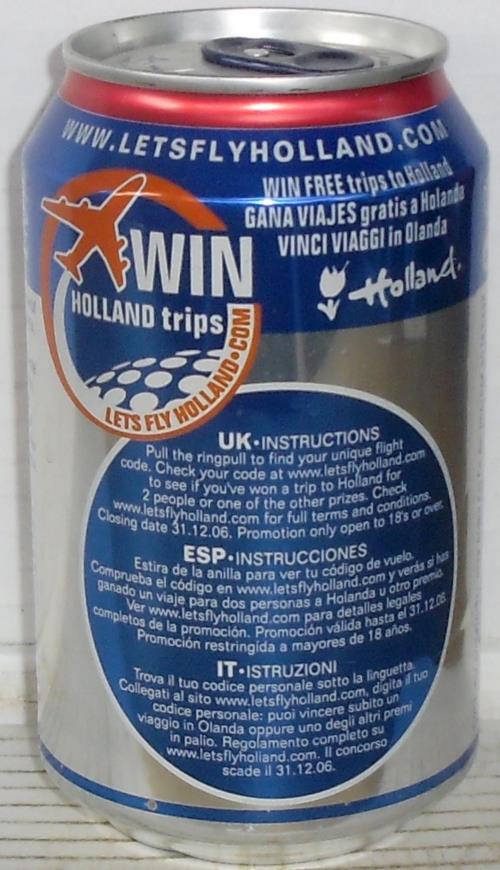 WWW.LETSFLYHOLLAND.COM
WIN FREE trips to Holland
GANA VIAJES gratis a Holanda
VINCI VIAGGI in Olanda
Holland.
WIN
HOLLAND trips
LETS FLY HOLLAND•COM
UK•INSTRUCTIONS
Pull the ringpull to find your unique flight
code. Check your code at www.letsflyholland.com
to see if you've won a trip to Holland for
2 people or one of the other prizes. Check
www.letsflyholland.com for full terms and conditions.
Closing date 31.12.06. Promotion only open to 18's or over.
ESP•INSTRUCCIONES
Estira de la anilla para ver tu código de vuelo.
Comprueba el código en www.letsflyholland.com y verás si has
ganado un viaje para dos personas a Holanda u otro premio.
Ver www.letsflyholland.com para detalles legales
completos de la promoción. Promoción válida hasta el 31.12.06.
Promoción restringida a mayores de 18 años.
IT•ISTRUZIONI
Trova il tuo codice personale sotto la linguetta.
Collegati al sito www.letsflyholland.com, digita il tuo
codice personale: puoi vincere subito un
viaggio in Olanda oppure uno degli altri premi
in palio. Regolamento completo su
www.letsflyholland.com. Il concorso
scade il 31.12.06.